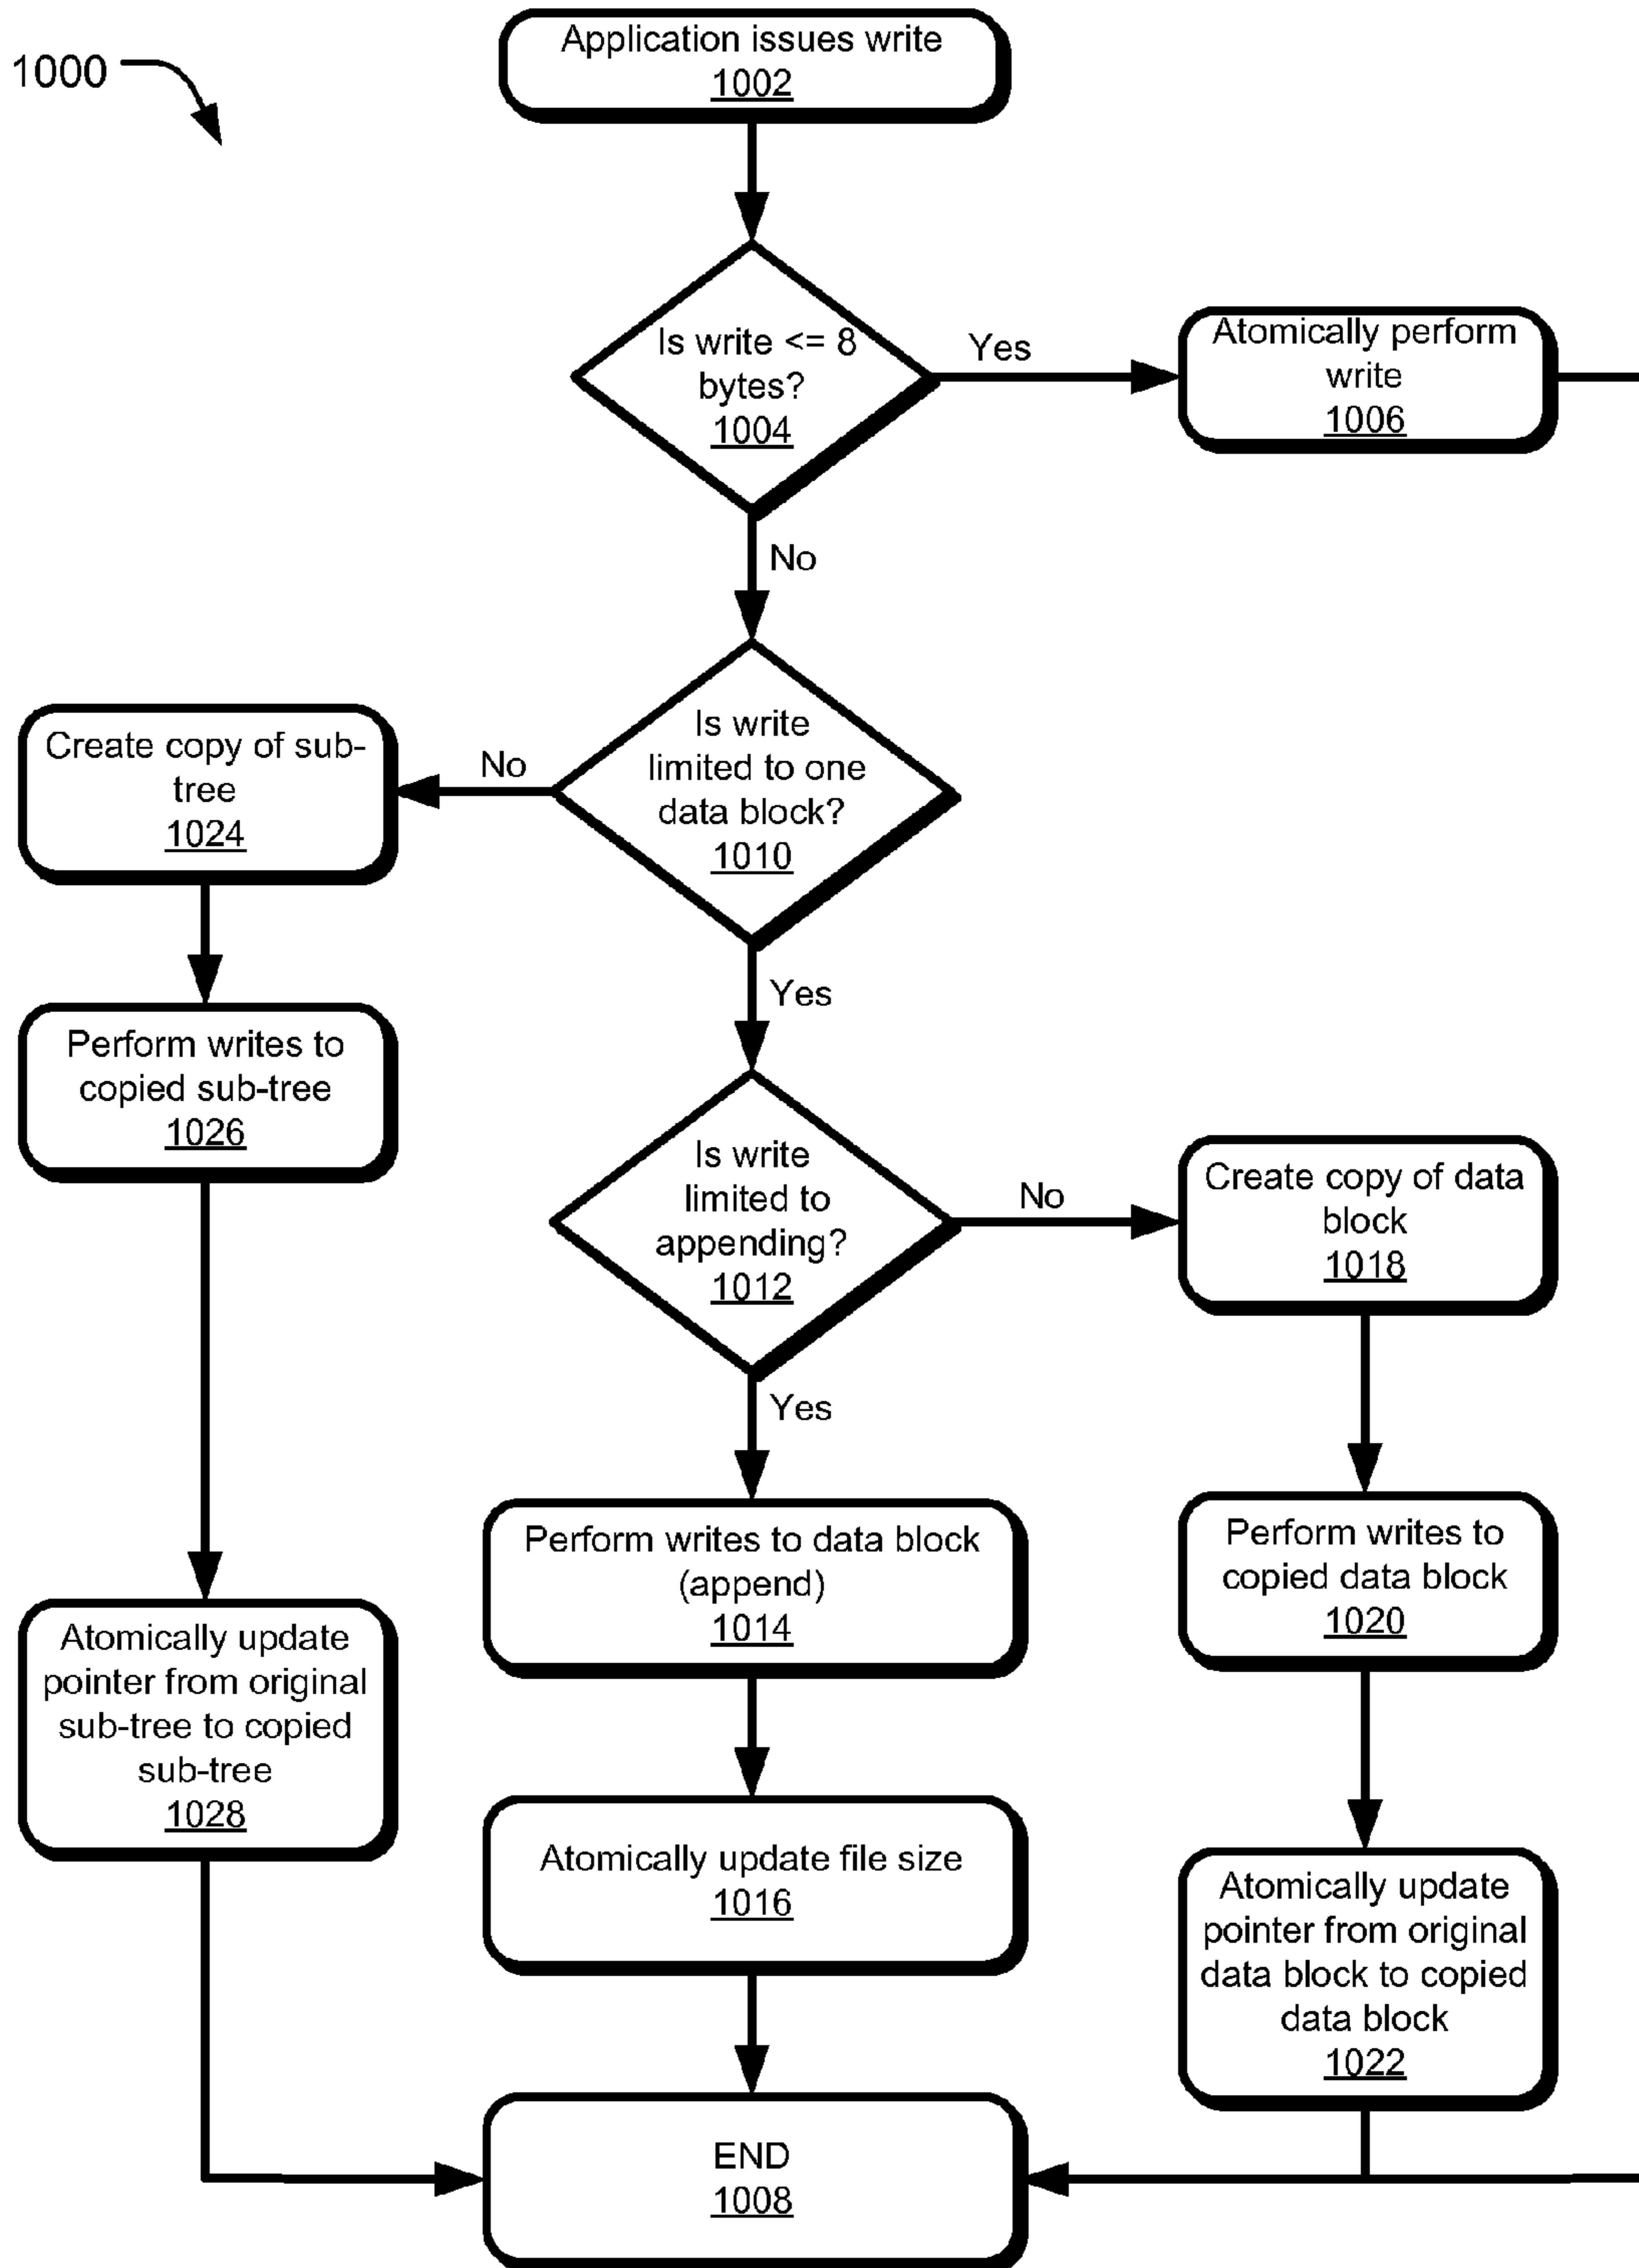 1000
Application issues write
1002
Is write <= 8
bytes?
1004
Yes
Atomically perform
write
1006
No
Is write
limited to one
data block?
1010
No
Create copy of sub-
tree
1024
Yes
Perform writes to
copied sub-tree
1026
Is write
limited to
appending?
1012
No
Create copy of data
block
1018
Yes
Perform writes to data block
(append)
1014
Perform writes to
copied data block
1020
Atomically update
pointer from original
sub-tree to copied
sub-tree
1028
Atomically update file size
1016
Atomically update
pointer from original
data block to copied
data block
1022
END
1008